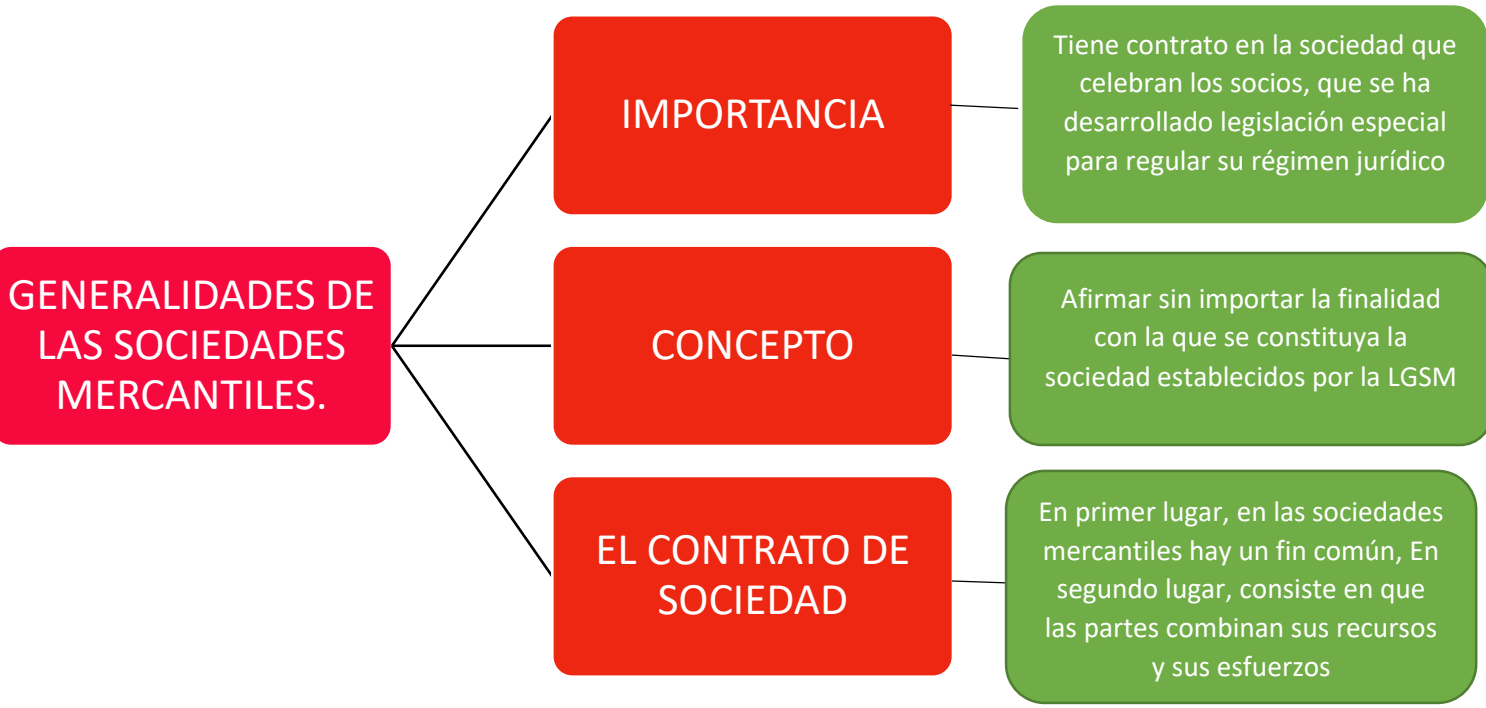 GENERALIDADES DE
LAS SOCIEDADES
MERCANTILES.
IMPORTANCIA
Tiene contrato en la sociedad que
celebran los socios, que se ha
desarrollado legislación especial
para regular su régimen jurídico
CONCEPTO
Afirmar sin importar la finalidad
con la que se constituya la
sociedad establecidos por la LGSM
EL CONTRATO DE
SOCIEDAD
En primer lugar, en las sociedades
mercantiles hay un fin común, En
segundo lugar, consiste en que
las partes combinan sus recursos
y sus esfuerzos